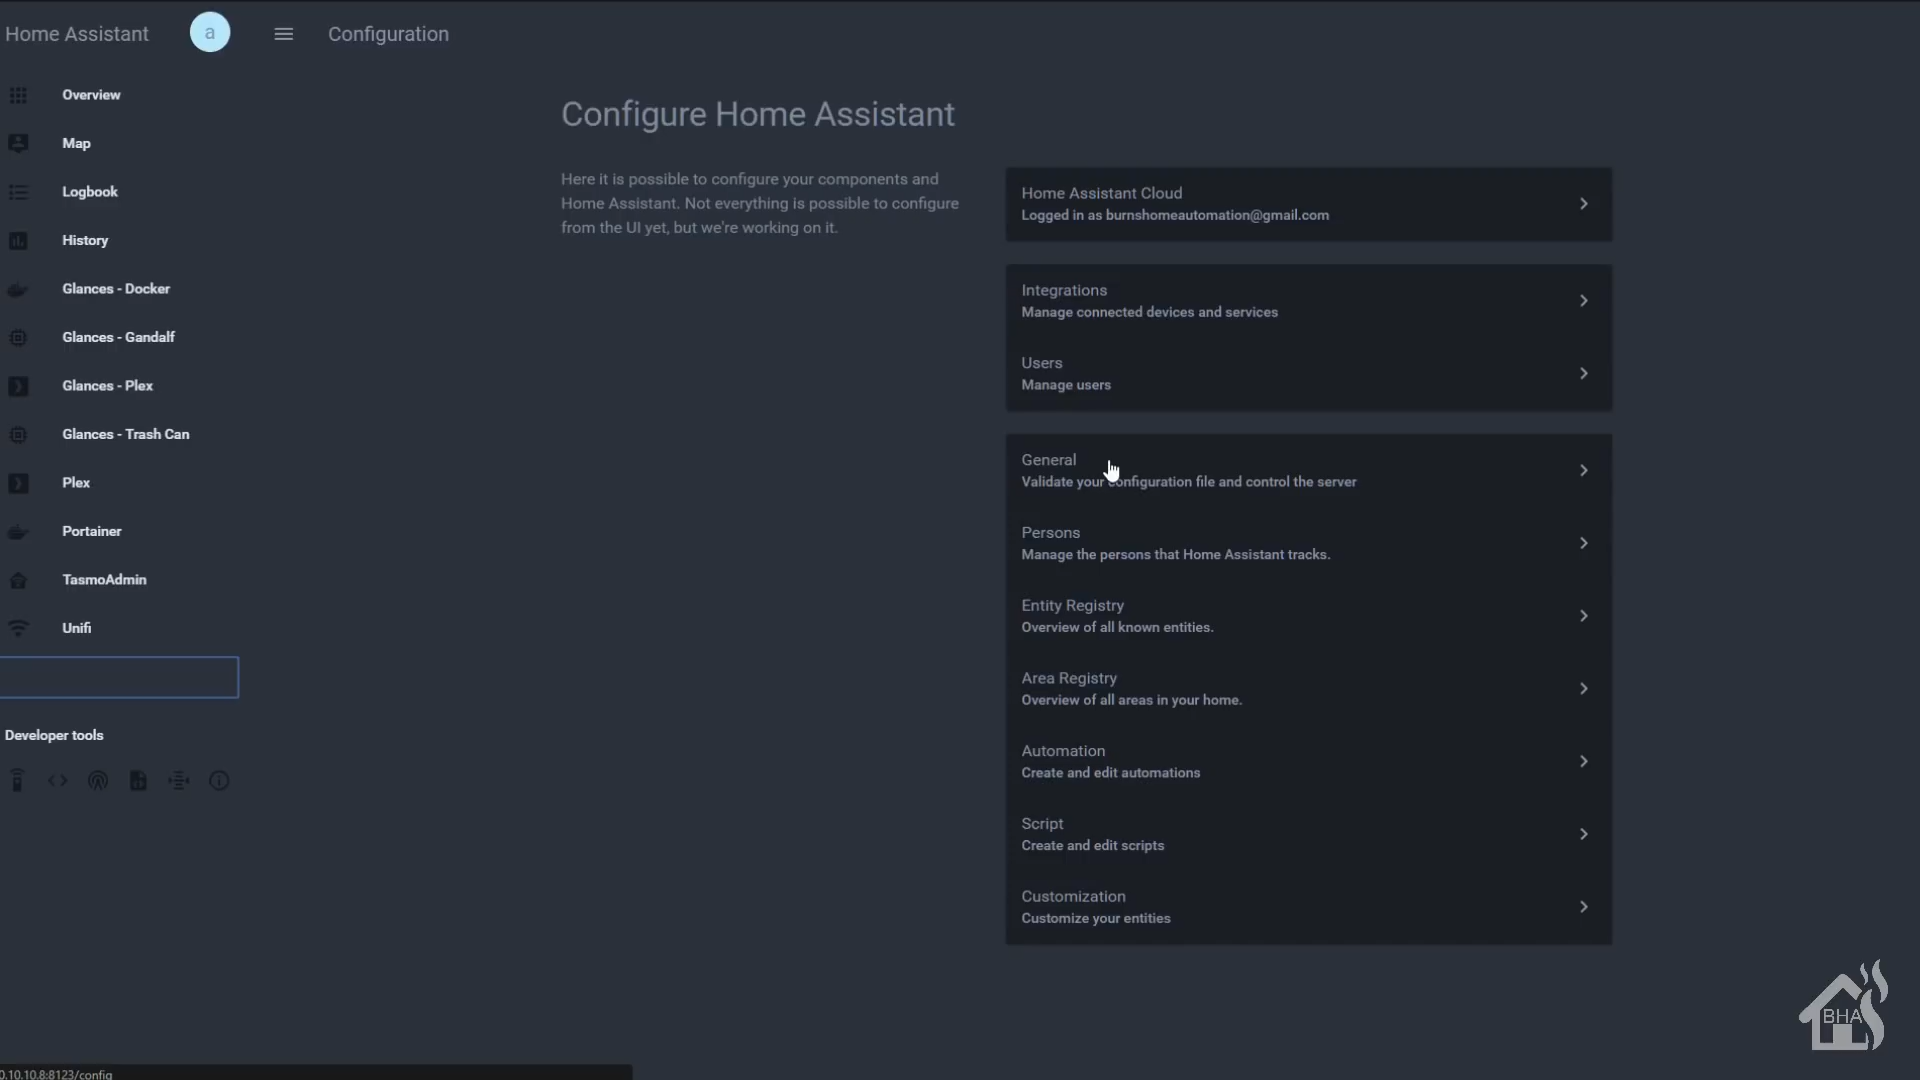 Home Assistant
a
Configuration
Overview
Map
Logbook
History
Glances - Docker
Glances - Gandalf
Glances - Plex
Glances - Trash Can
Plex
Portainer
TasmoAdmin
Unifi
Developer tools
Configure Home Assistant
Here it is possible to configure your components and
Home Assistant. Not everything is possible to configure
from the UI yet, but we're working on it.
Home Assistant Cloud
Logged in as burnshomeautomation@gmail.com
Integrations
Manage connected devices and services
Users
Manage users
General
Validate your configuration file and control the server
Persons
Manage the persons that Home Assistant tracks.
Entity Registry
Overview of all known entities.
Area Registry
Overview of all areas in your home.
Automation
Create and edit automations
Script
Create and edit scripts
Customization
Customize your entities
BHA
0.10.10.8:8123/config